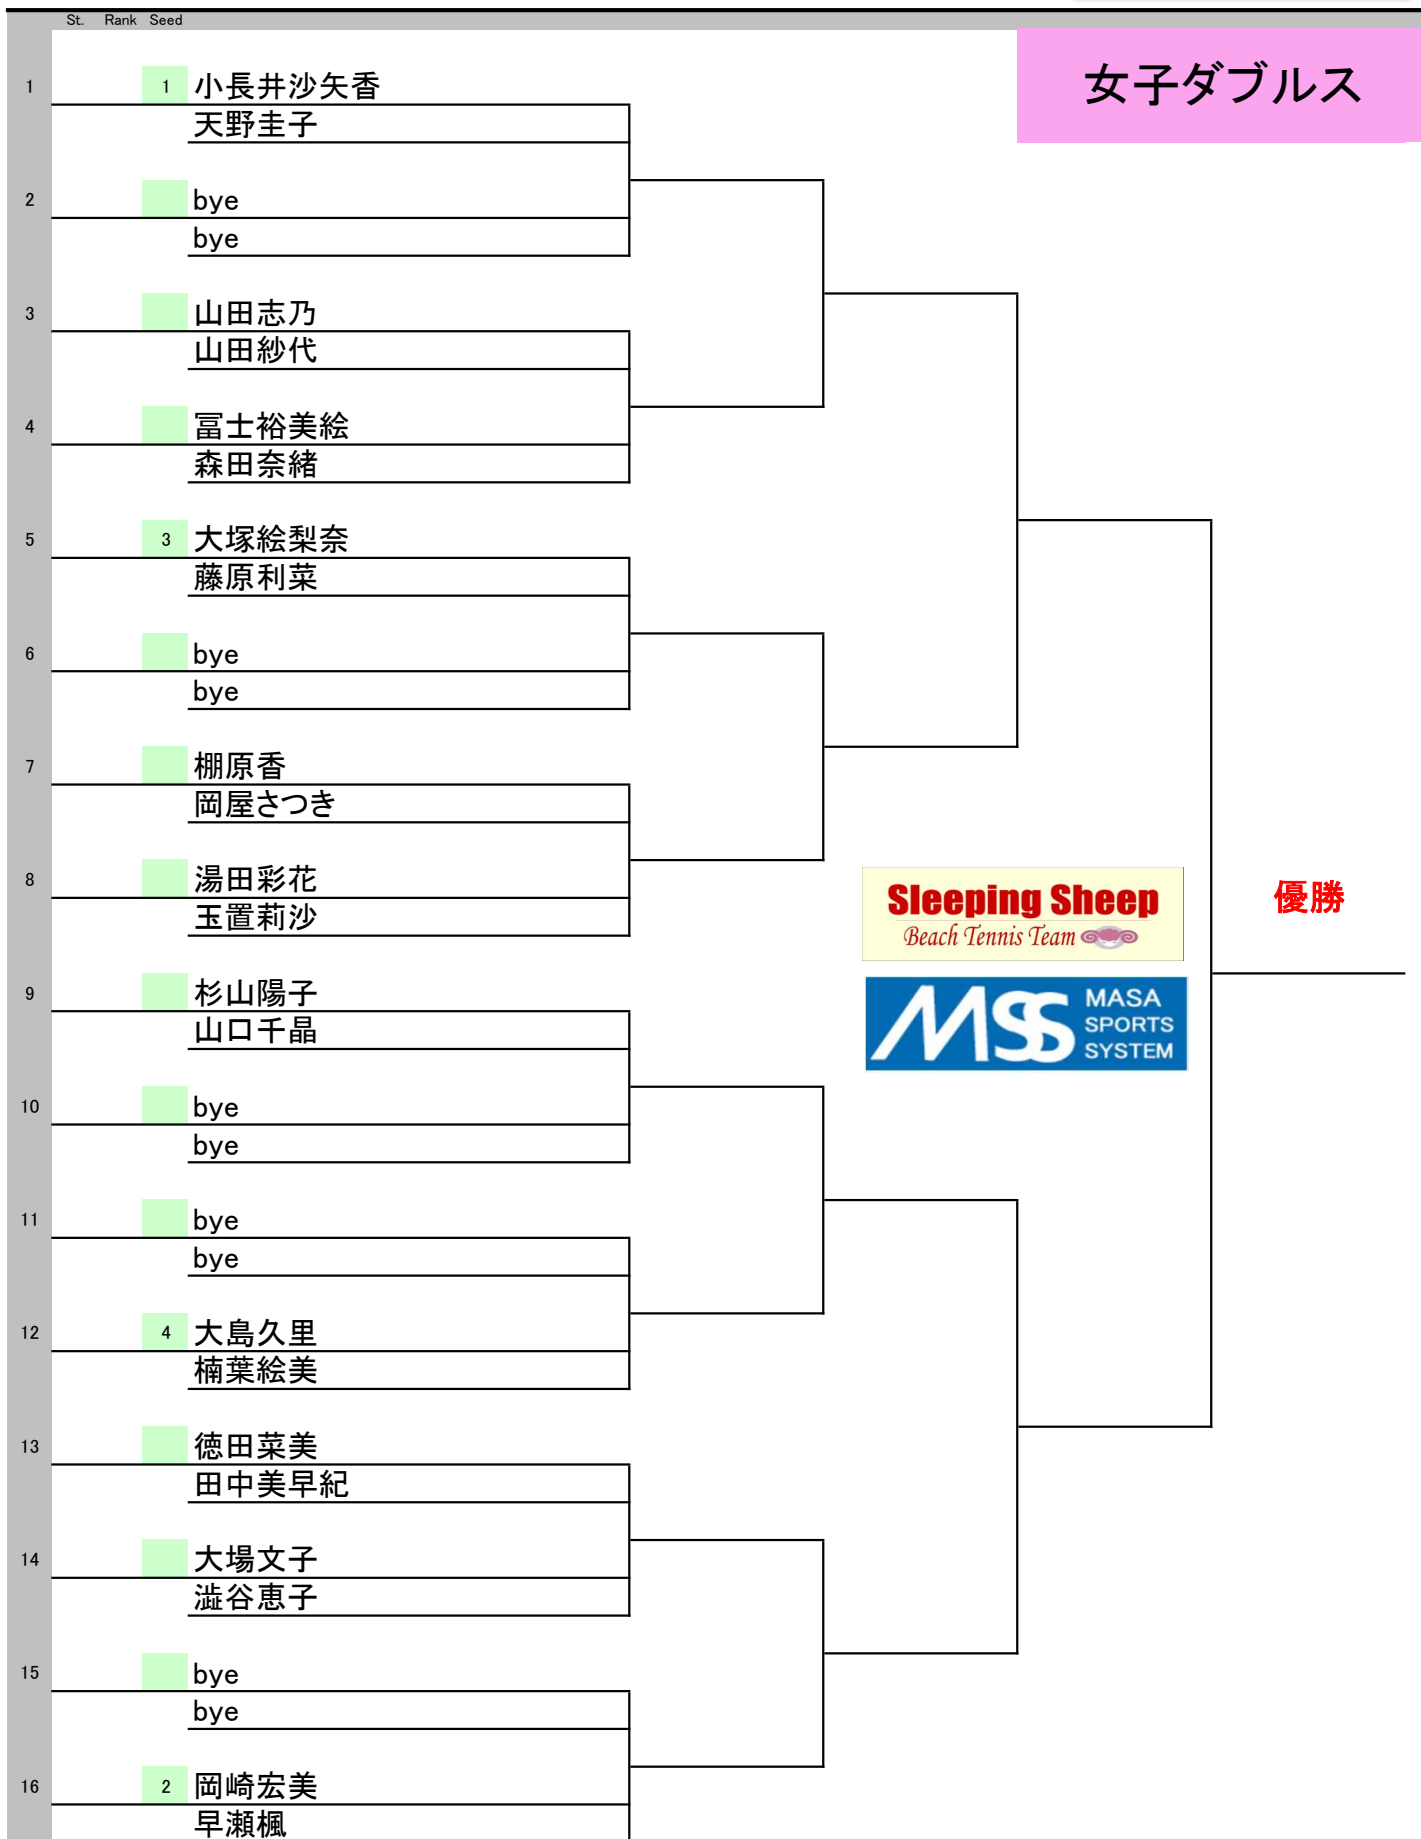 St. Rank Seed
女子ダブルス
1 1 小長井沙矢香
天野圭子
2 bye
bye
3 山田志乃
山田紗代
4 冨士裕美絵
森田奈緒
5 3 大塚絵梨奈
藤原利菜
6 bye
bye
7 棚原香
岡屋さつき
8 湯田彩花
玉置莉沙
Sleeping Sheep
Beach Tennis Team
優勝
9 杉山陽子
山口千晶
MSS MASA
SPORTS
SYSTEM
10 bye
bye
11 bye
bye
12 4 大島久里
楠葉絵美
13 徳田菜美
田中美早紀
14 大場文子
澁谷恵子
15 bye
bye
16 2 岡崎宏美
早瀬楓